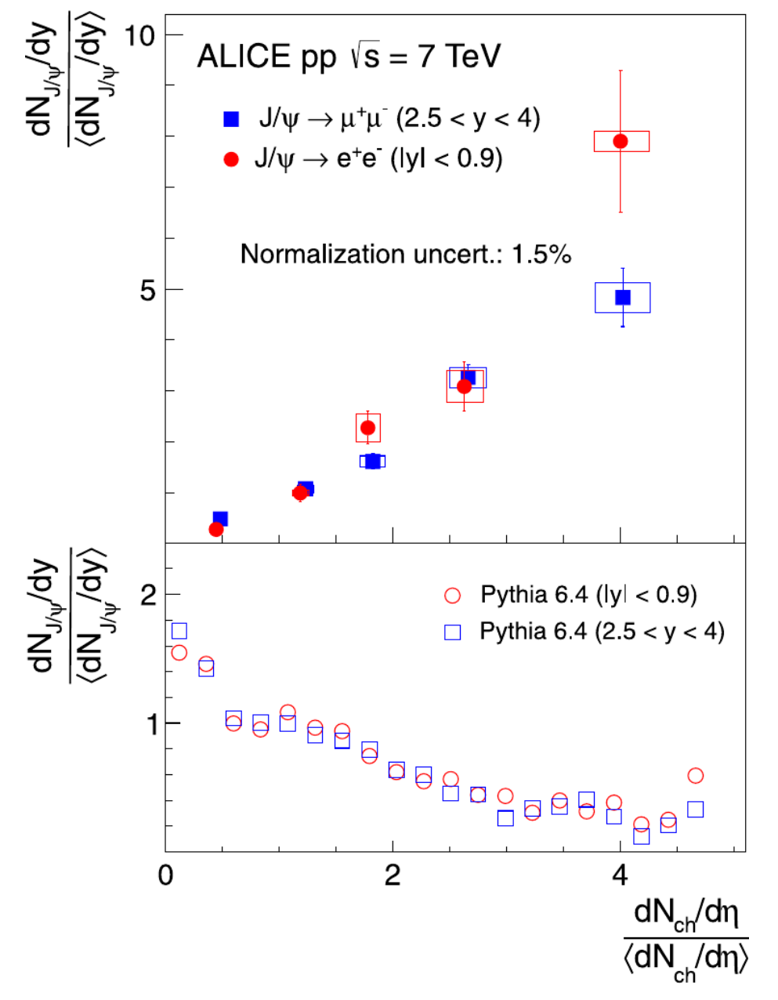 dN_J/ψ/dy
⟨dN_J/ψ/dy⟩
10
ALICE pp √s = 7 TeV
J/ψ → μ⁺μ⁻ (2.5 < y < 4)
J/ψ → e⁺e⁻ (|y| < 0.9)
Normalization uncert.: 1.5%
5
dN_J/ψ/dy
⟨dN_J/ψ/dy⟩
2
Pythia 6.4 (|y| < 0.9)
Pythia 6.4 (2.5 < y < 4)
1
0 2 4
dN_ch/dη
⟨dN_ch/dη⟩